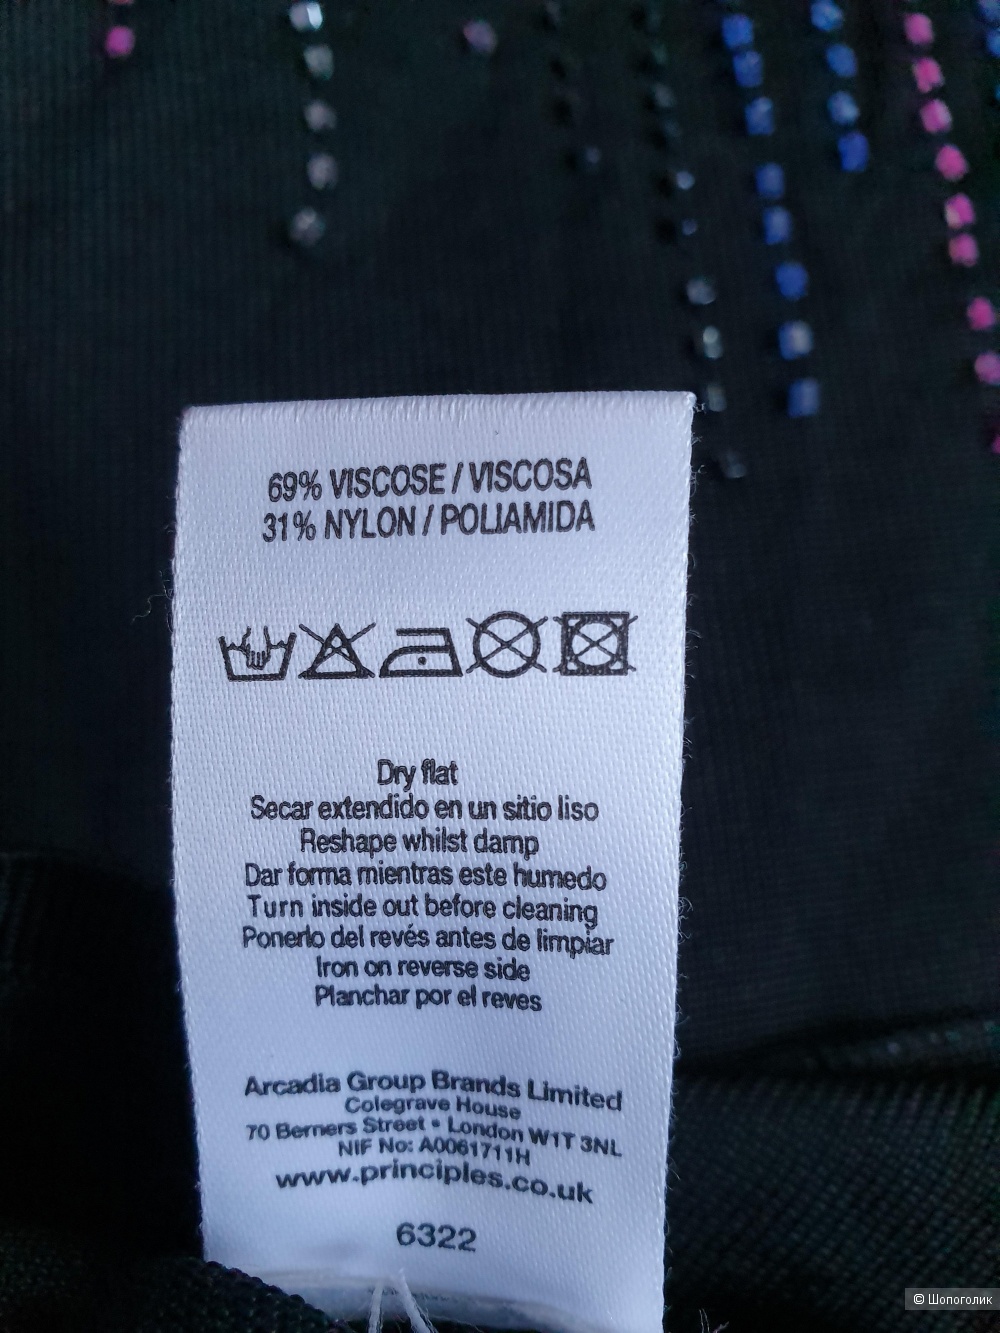 69% VISCOSE / VISCOSA
31% NYLON / POLIAMIDA
Dry flat
Secar extendido en un sitio liso
Reshape whilst damp
Dar forma mientras este humedo
Turn inside out before cleaning
Ponerlo del revés antes de limpiar
Iron on reverse side
Planchar por el reves
Arcadia Group Brands Limited
Colegrave House
70 Berners Street • London W1T 3NL
NIF No: A0061711H
www.principles.co.uk
6322
© Шопоголик